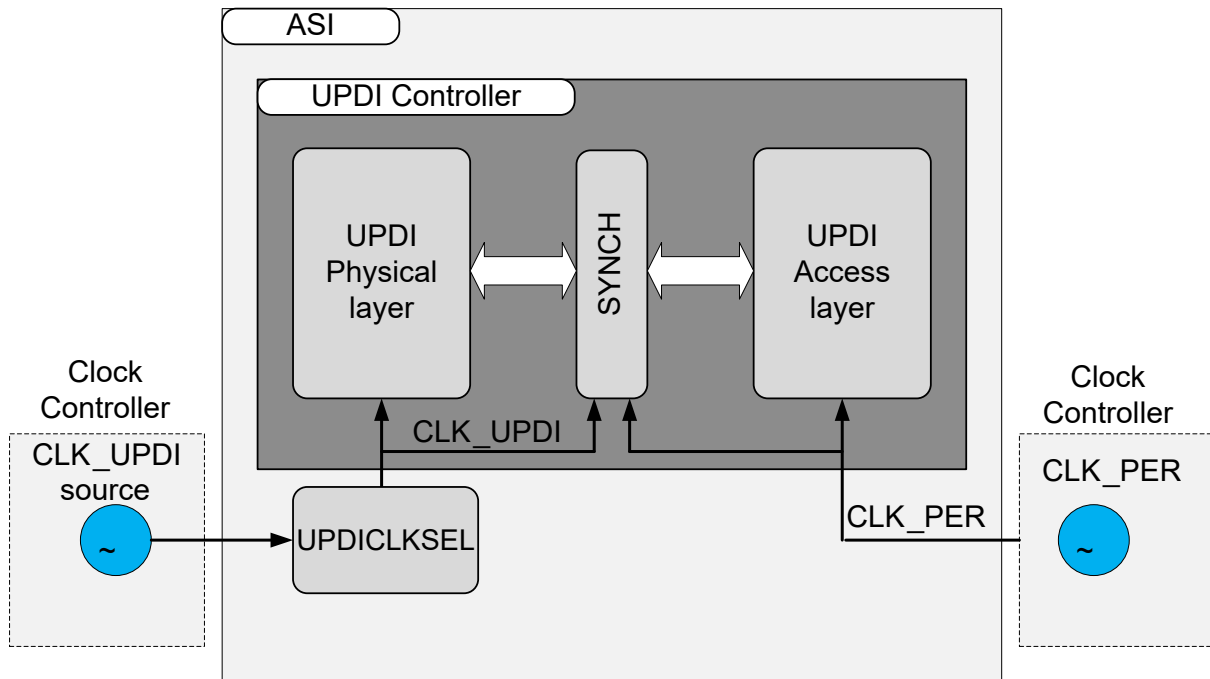 ASI
UPDI Controller
UPDI
Physical
layer
SYNCH
UPDI
Access
layer
Clock
Controller
CLK_UPDI
source
~
CLK_UPDI
UPDICLKSEL
CLK_PER
Clock
Controller
CLK_PER
~